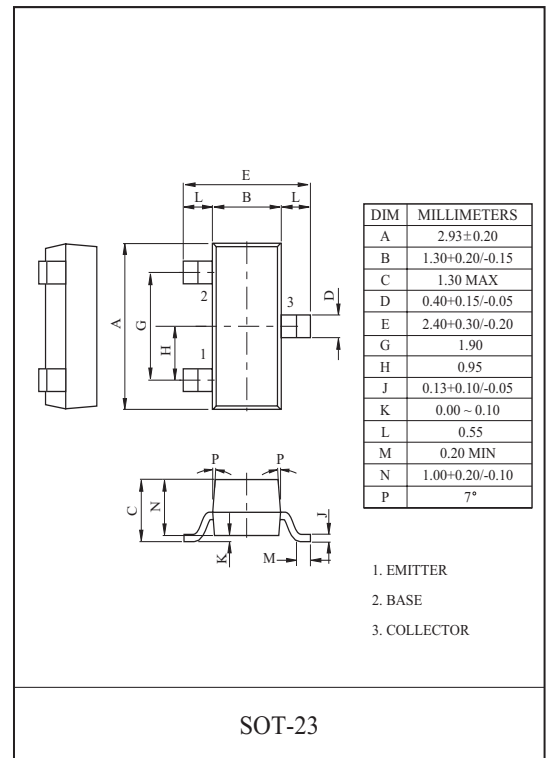 E
L B L
A
G
H
D
2
3
1
DIM MILLIMETERS
A 2.93±0.20
B 1.30+0.20/-0.15
C 1.30 MAX
D 0.40+0.15/-0.05
E 2.40+0.30/-0.20
G 1.90
H 0.95
J 0.13+0.10/-0.05
K 0.00 ~ 0.10
L 0.55
M 0.20 MIN
N 1.00+0.20/-0.10
P 7°
P P
C
N
K
M
J
1. EMITTER
2. BASE
3. COLLECTOR
SOT-23